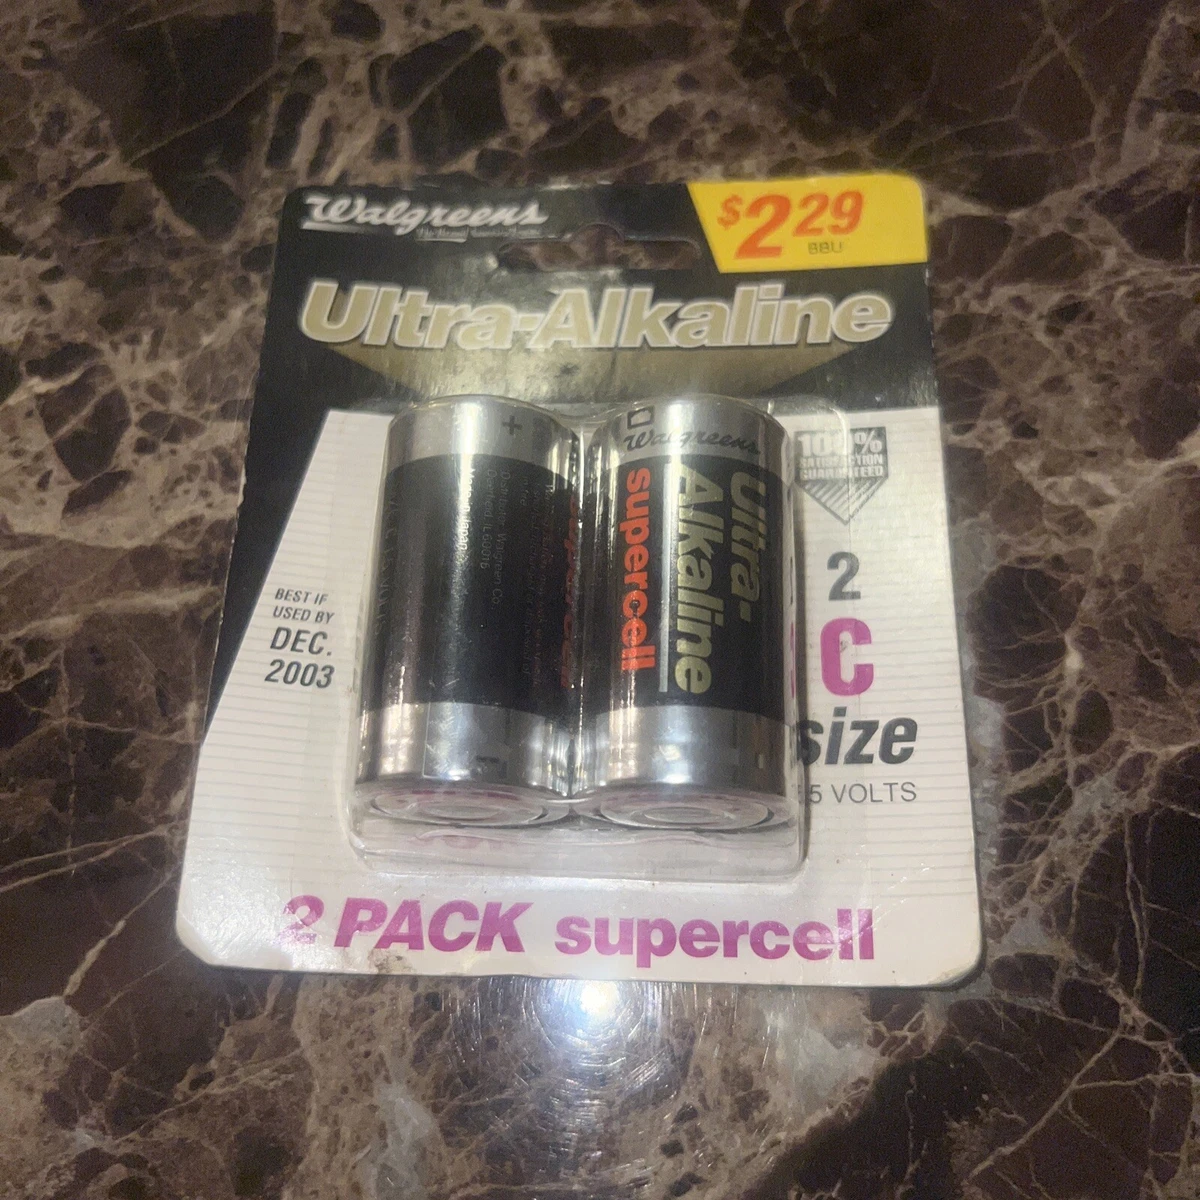 Walgreens
$2 29
BBU
Ultra-Alkaline
100%
SATISFACTION
GUARANTEED
Walgreens
Ultra-
Alkaline
supercell
+
BEST IF
USED BY
DEC.
2003
2
C
size
5 VOLTS
2 PACK supercell